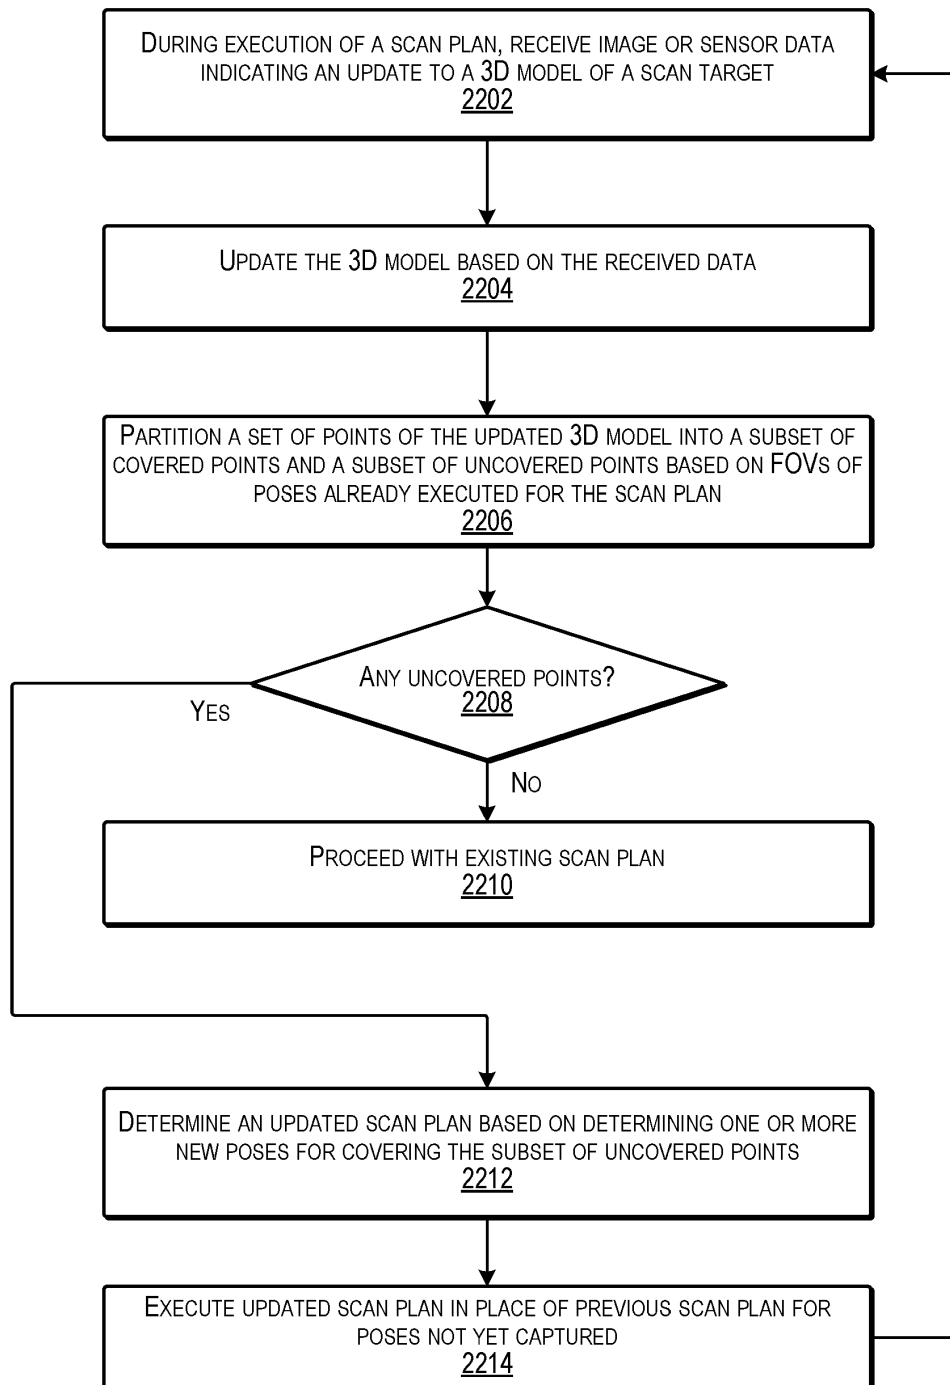 DURING EXECUTION OF A SCAN PLAN, RECEIVE IMAGE OR SENSOR DATA
INDICATING AN UPDATE TO A 3D MODEL OF A SCAN TARGET
2202
UPDATE THE 3D MODEL BASED ON THE RECEIVED DATA
2204
PARTITION A SET OF POINTS OF THE UPDATED 3D MODEL INTO A SUBSET OF
COVERED POINTS AND A SUBSET OF UNCOVERED POINTS BASED ON FOVS OF
POSES ALREADY EXECUTED FOR THE SCAN PLAN
2206
ANY UNCOVERED POINTS?
2208
YES
NO
PROCEED WITH EXISTING SCAN PLAN
2210
DETERMINE AN UPDATED SCAN PLAN BASED ON DETERMINING ONE OR MORE
NEW POSES FOR COVERING THE SUBSET OF UNCOVERED POINTS
2212
EXECUTE UPDATED SCAN PLAN IN PLACE OF PREVIOUS SCAN PLAN FOR
POSES NOT YET CAPTURED
2214